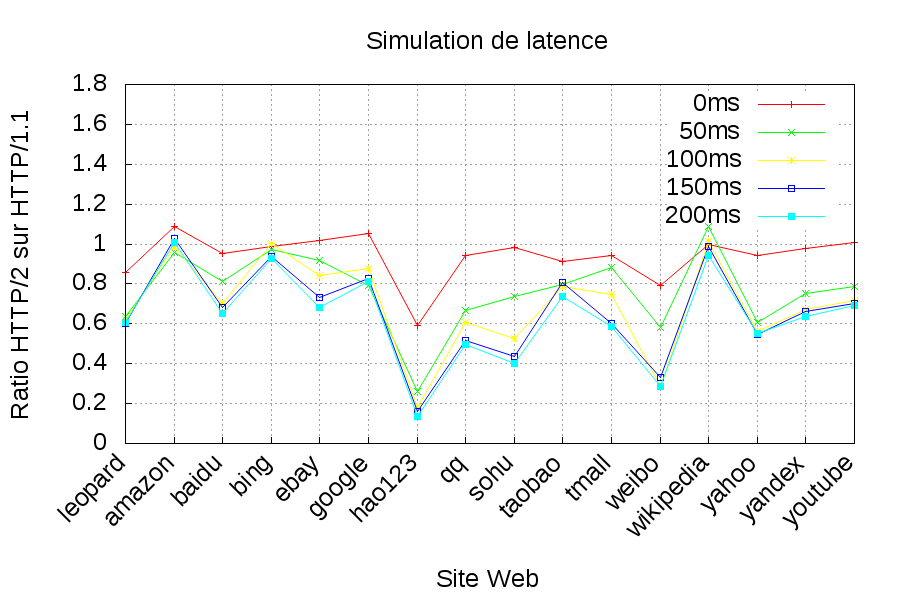 Simulation de latence
Ratio HTTP/2 sur HTTP/1.1
1.8
1.6
1.4
1.2
1
0.8
0.6
0.4
0.2
0
0ms
50ms
100ms
150ms
200ms
leopard
amazon
baidu
bing
ebay
google
hao123
qq
sohu
taobao
tmall
weibo
wikipedia
yahoo
yandex
youtube
Site Web